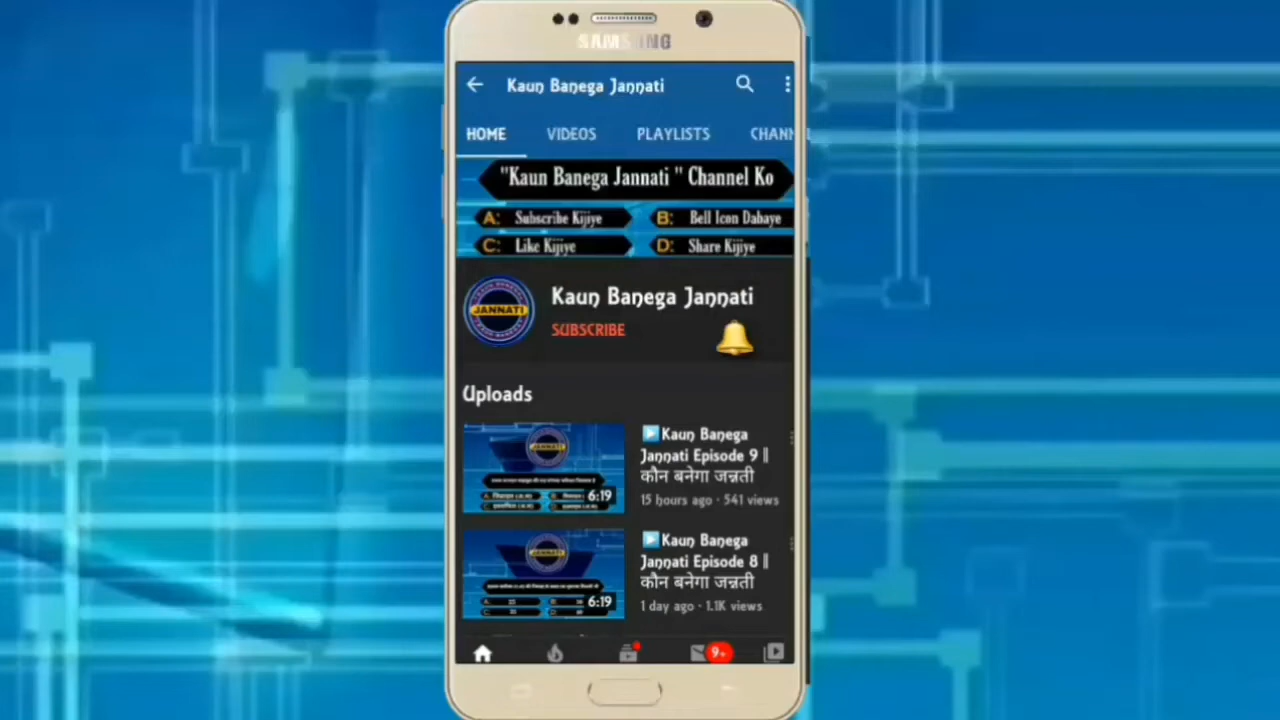 SAMSUNG
Kaun Banega Jannati
HOME VIDEOS PLAYLISTS CHANN
"Kaun Banega Jannati " Channel Ko
A: Subscribe Kijiye B: Bell Icon Dabaye
C: Like Kijiye D: Share Kijiye
JANNATI
Kaun Banega Jannati
SUBSCRIBE
Uploads
JANNATI
6:19
Kaun Banega
Jannati Episode 9 ||
कौन बनेगा जन्नती
15 hours ago · 541 views
JANNATI
6:19
Kaun Banega
Jannati Episode 8 ||
कौन बनेगा जन्नती
1 day ago · 1.1K views
9+